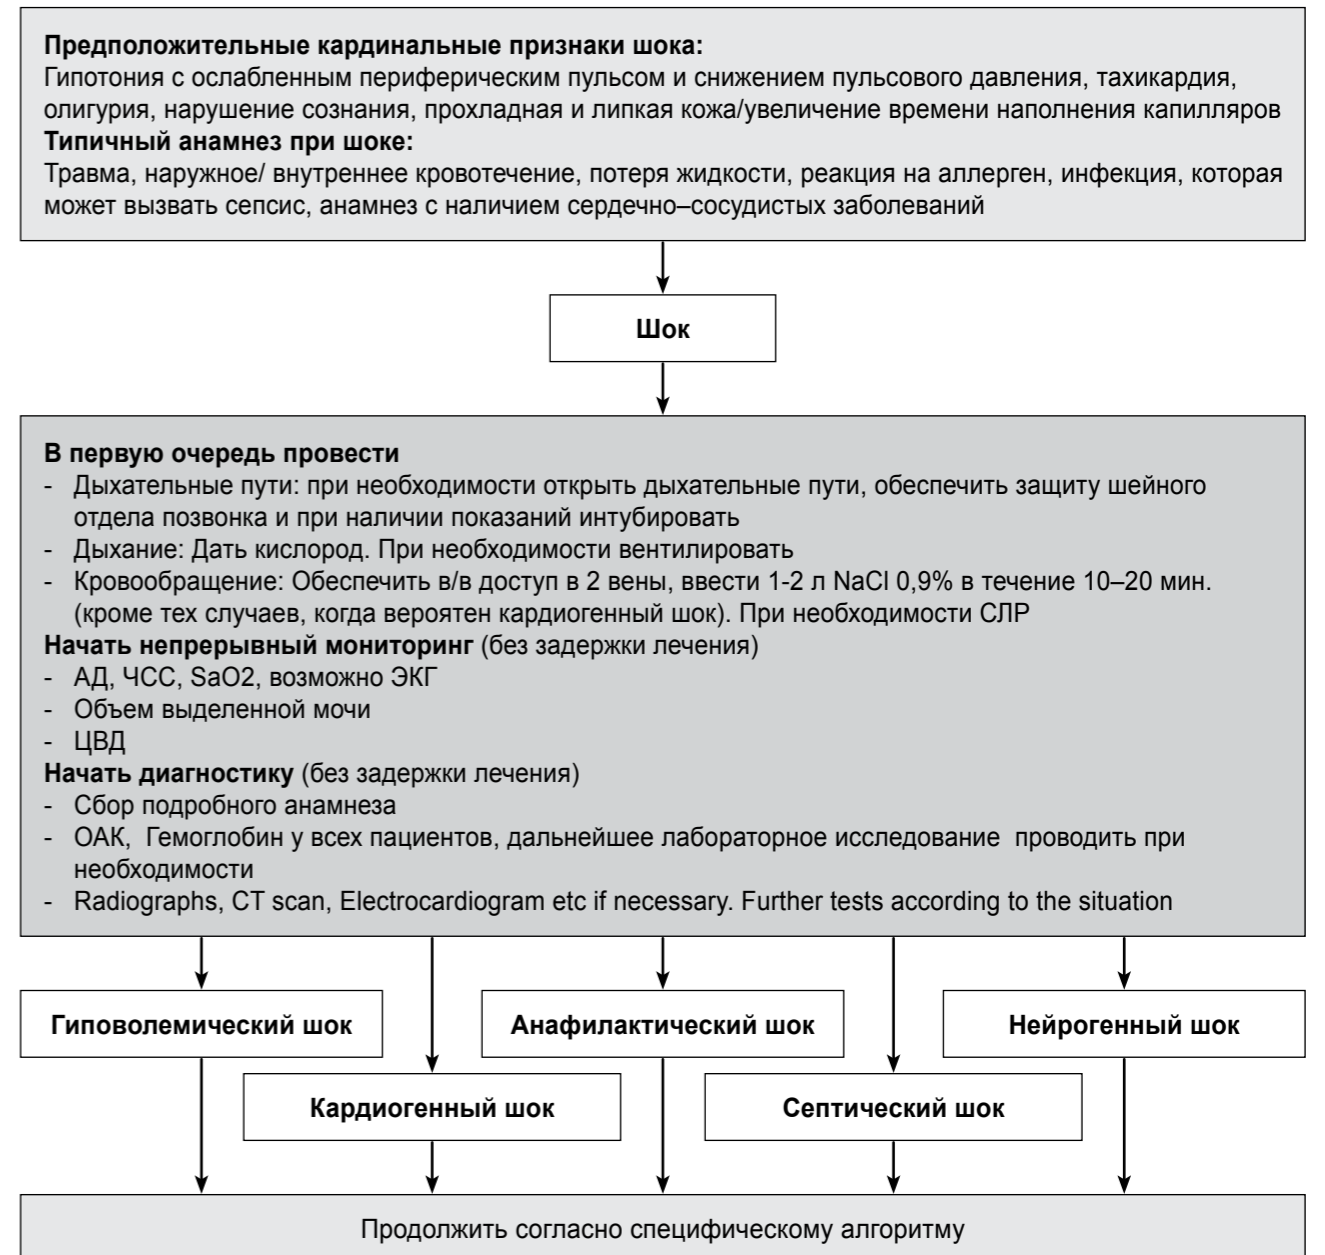 Предположительные кардинальные признаки шока:
Гипотония с ослабленным периферическим пульсом и снижением пульсового давления, тахикардия,
олигурия, нарушение сознания, прохладная и липкая кожа/увеличение времени наполнения капилляров
Типичный анамнез при шоке:
Травма, наружное/ внутреннее кровотечение, потеря жидкости, реакция на аллерген, инфекция, которая
может вызвать сепсис, анамнез с наличием сердечно–сосудистых заболеваний
Шок
В первую очередь провести
- Дыхательные пути: при необходимости открыть дыхательные пути, обеспечить защиту шейного
отдела позвонка и при наличии показаний интубировать
- Дыхание: Дать кислород. При необходимости вентилировать
- Кровообращение: Обеспечить в/в доступ в 2 вены, ввести 1-2 л NaCl 0,9% в течение 10–20 мин.
(кроме тех случаев, когда вероятен кардиогенный шок). При необходимости СЛР
Начать непрерывный мониторинг (без задержки лечения)
- АД, ЧСС, SaO2, возможно ЭКГ
- Объем выделенной мочи
- ЦВД
Начать диагностику (без задержки лечения)
- Сбор подробного анамнеза
- ОАК, Гемоглобин у всех пациентов, дальнейшее лабораторное исследование проводить при
необходимости
- Radiographs, CT scan, Electrocardiogram etc if necessary. Further tests according to the situation
Гиповолемический шок
Анафилактический шок
Нейрогенный шок
Кардиогенный шок
Септический шок
Продолжить согласно специфическому алгоритму